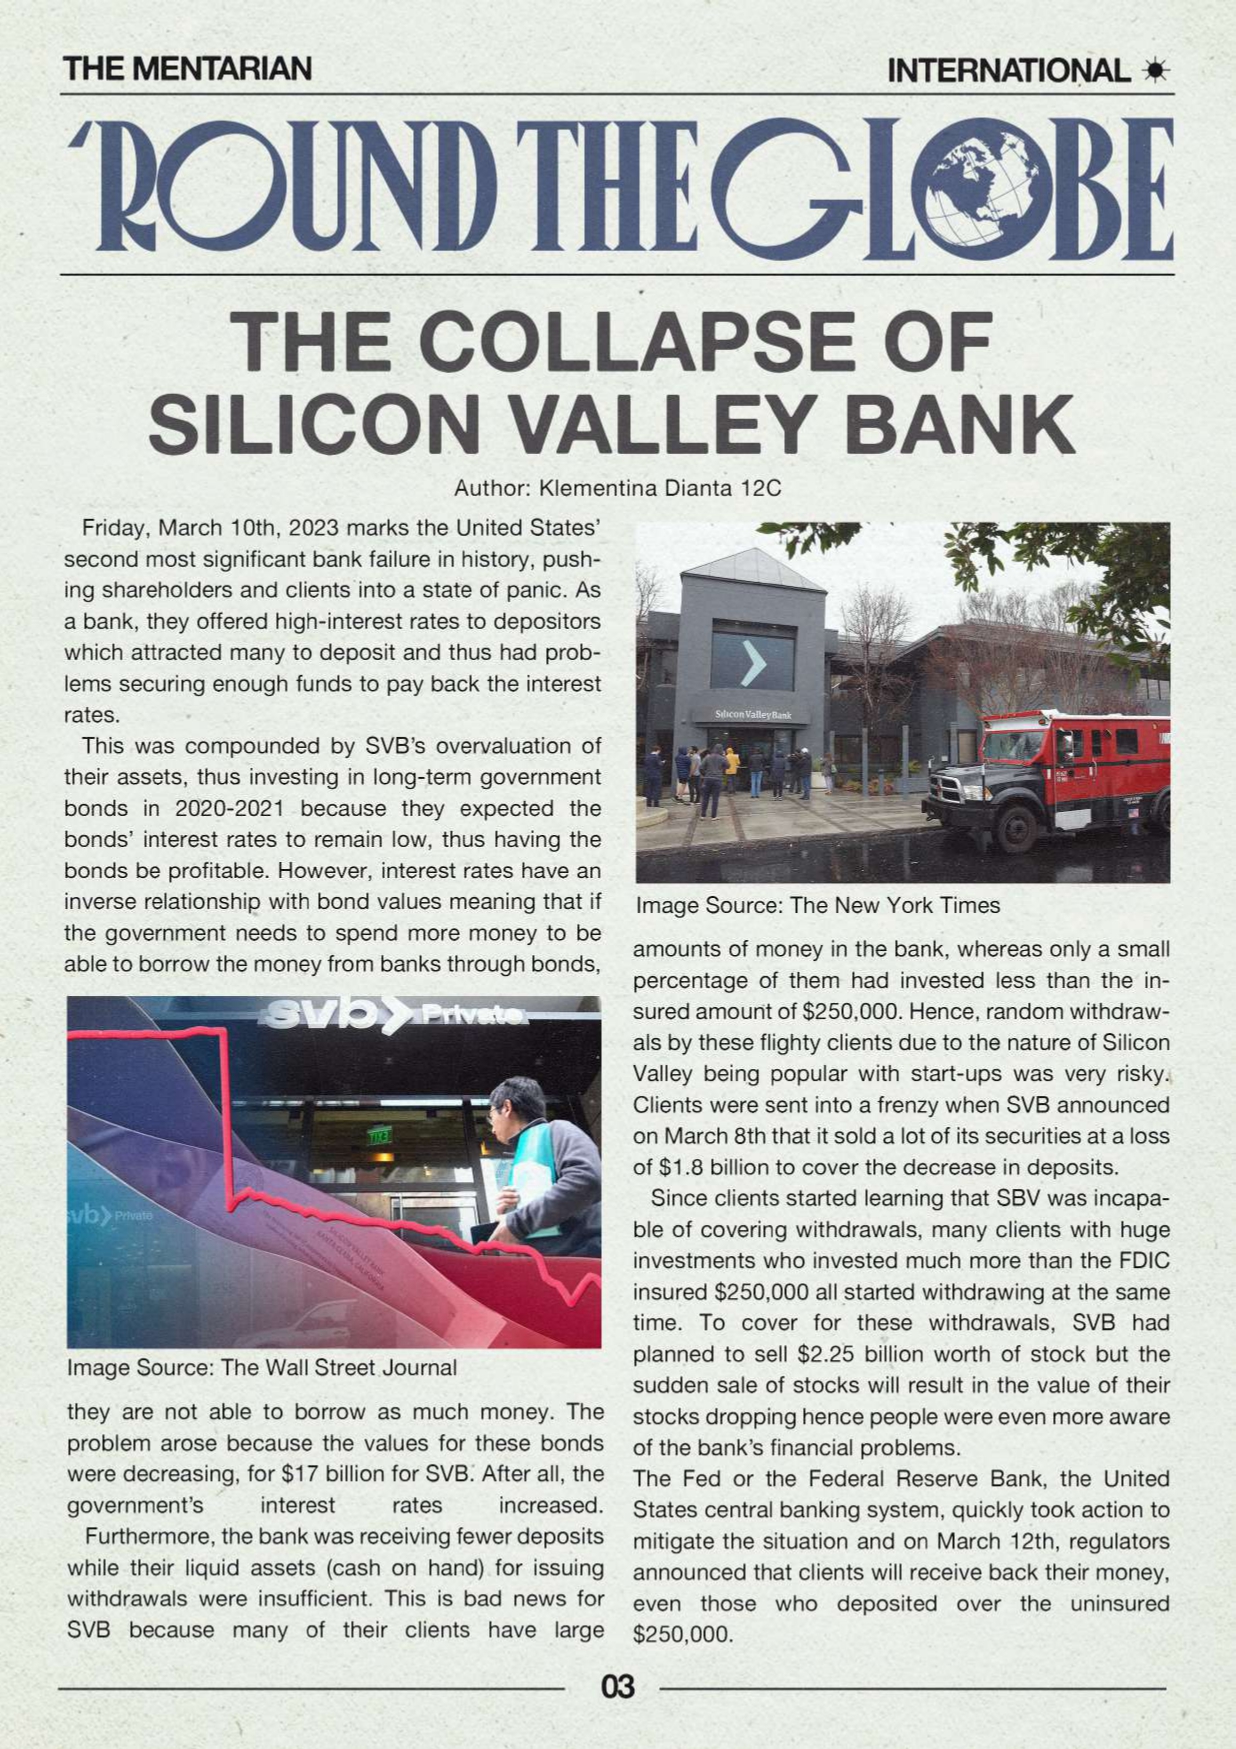 THE MENTARIAN
INTERNATIONAL
'ROUND THE GLOBE
THE COLLAPSE OF
SILICON VALLEY BANK
Author: Klementina Dianta 12C
Friday, March 10th, 2023 marks the United States'
second most significant bank failure in history, push-
ing shareholders and clients into a state of panic. As
a bank, they offered high-interest rates to depositors
which attracted many to deposit and thus had prob-
lems securing enough funds to pay back the interest
rates.
This was compounded by SVB's overvaluation of
their assets, thus investing in long-term government
bonds in 2020-2021 because they expected the
bonds' interest rates to remain low, thus having the
bonds be profitable. However, interest rates have an
inverse relationship with bond values meaning that if
the government needs to spend more money to be
able to borrow the money from banks through bonds,
svb> Private
svb> Private
SILICON VALLEY BANK
SANTA CLARA, CALIFORNIA
Image Source: The Wall Street Journal
they are not able to borrow as much money. The
problem arose because the values for these bonds
were decreasing, for $17 billion for SVB. After all, the
government's interest rates increased.
Furthermore, the bank was receiving fewer deposits
while their liquid assets (cash on hand) for issuing
withdrawals were insufficient. This is bad news for
SVB because many of their clients have large
Silicon Valley Bank
Image Source: The New York Times
amounts of money in the bank, whereas only a small
percentage of them had invested less than the in-
sured amount of $250,000. Hence, random withdraw-
als by these flighty clients due to the nature of Silicon
Valley being popular with start-ups was very risky.
Clients were sent into a frenzy when SVB announced
on March 8th that it sold a lot of its securities at a loss
of $1.8 billion to cover the decrease in deposits.
Since clients started learning that SBV was incapa-
ble of covering withdrawals, many clients with huge
investments who invested much more than the FDIC
insured $250,000 all started withdrawing at the same
time. To cover for these withdrawals, SVB had
planned to sell $2.25 billion worth of stock but the
sudden sale of stocks will result in the value of their
stocks dropping hence people were even more aware
of the bank's financial problems.
The Fed or the Federal Reserve Bank, the United
States central banking system, quickly took action to
mitigate the situation and on March 12th, regulators
announced that clients will receive back their money,
even those who deposited over the uninsured
$250,000.
03